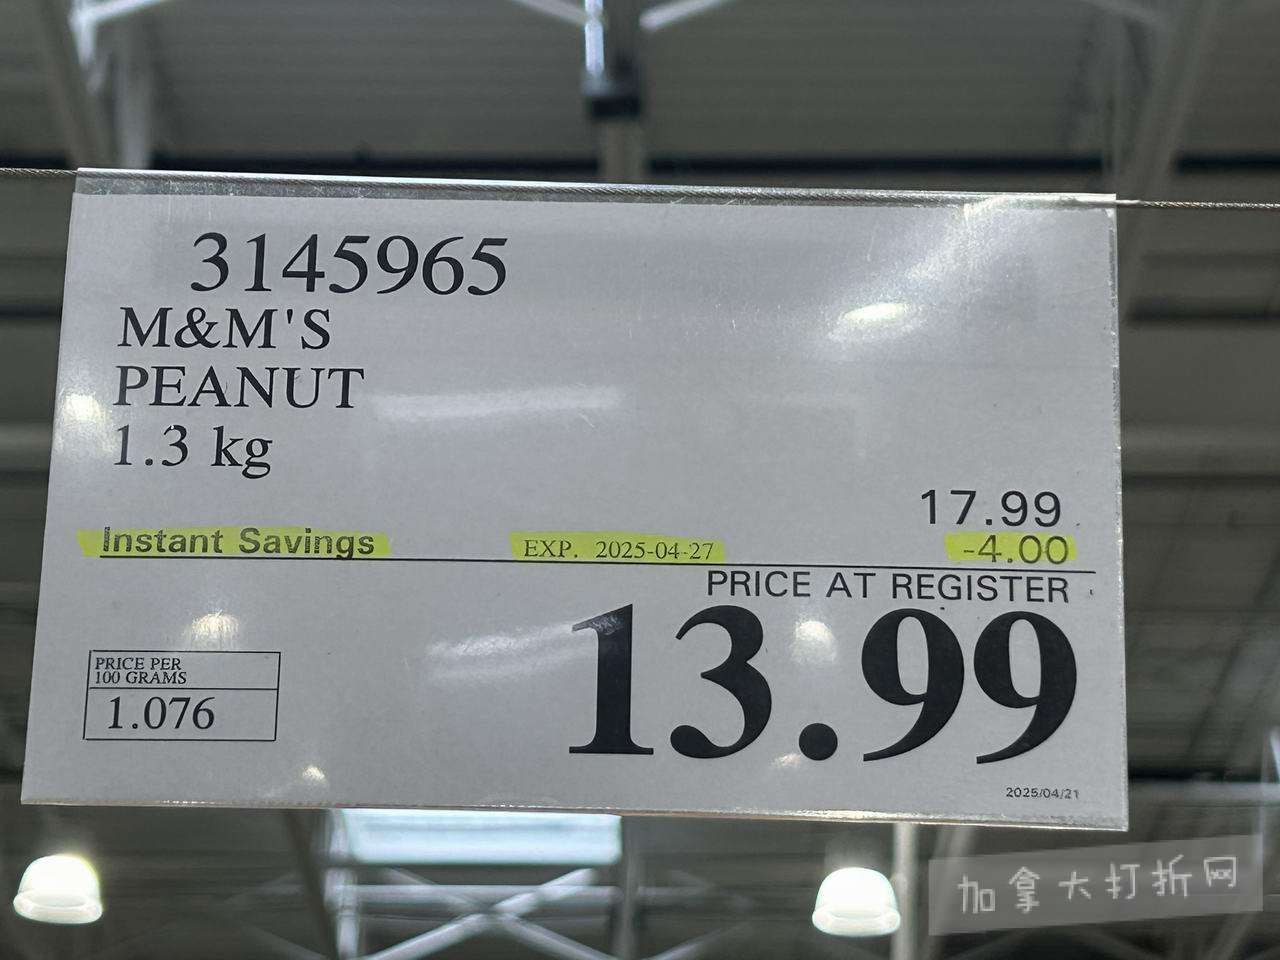 3145965
M&M'S
PEANUT
1.3 kg
17.99
Instant Savings EXP. 2025-04-27 -4.00
PRICE AT REGISTER
13.99
PRICE PER
100 GRAMS
1.076
2025/04/21
加拿大打折网